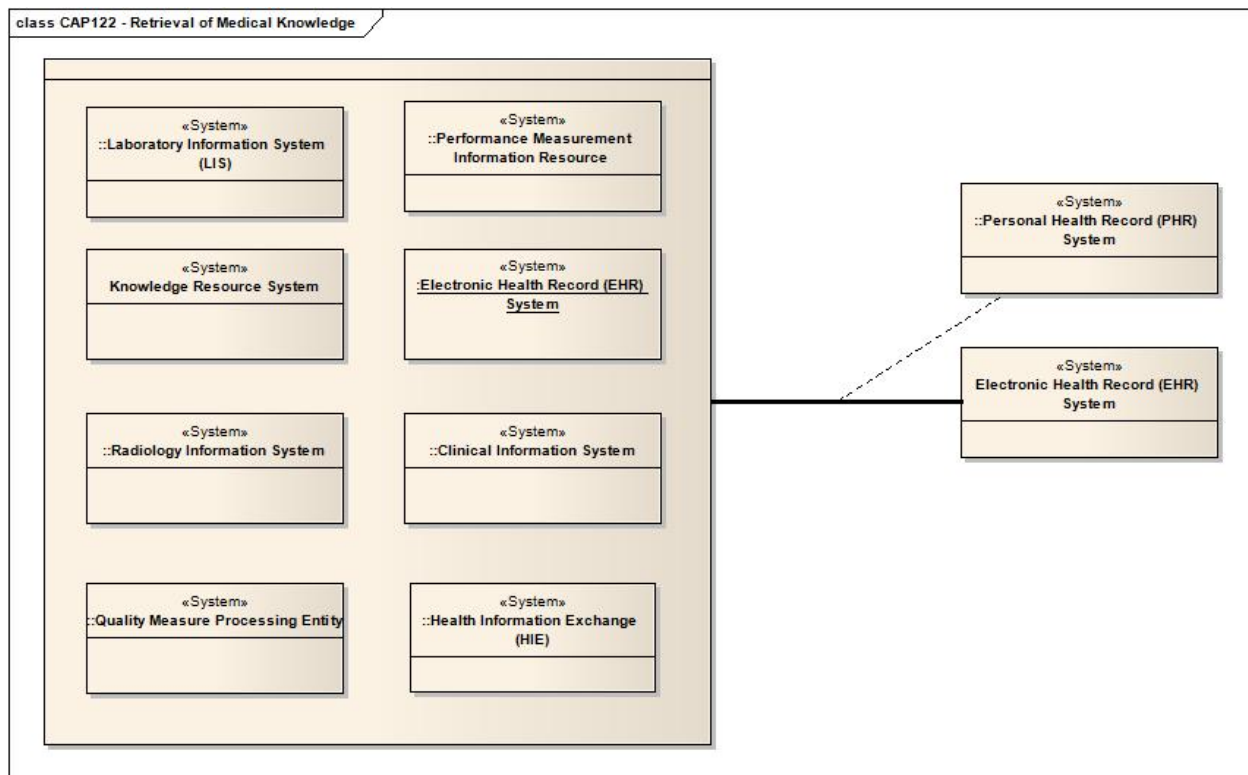 class CAP122 - Retrieval of Medical Knowledge
«System»
::Laboratory Information System
(LIS)
«System»
::Performance Measurement
Information Resource
«System»
Knowledge Resource System
«System»
:Electronic Health Record (EHR)
System
«System»
::Radiology Information System
«System»
::Clinical Information System
«System»
::Quality Measure Processing Entity
«System»
::Health Information Exchange
(HIE)
«System»
::Personal Health Record (PHR)
System
«System»
Electronic Health Record (EHR)
System